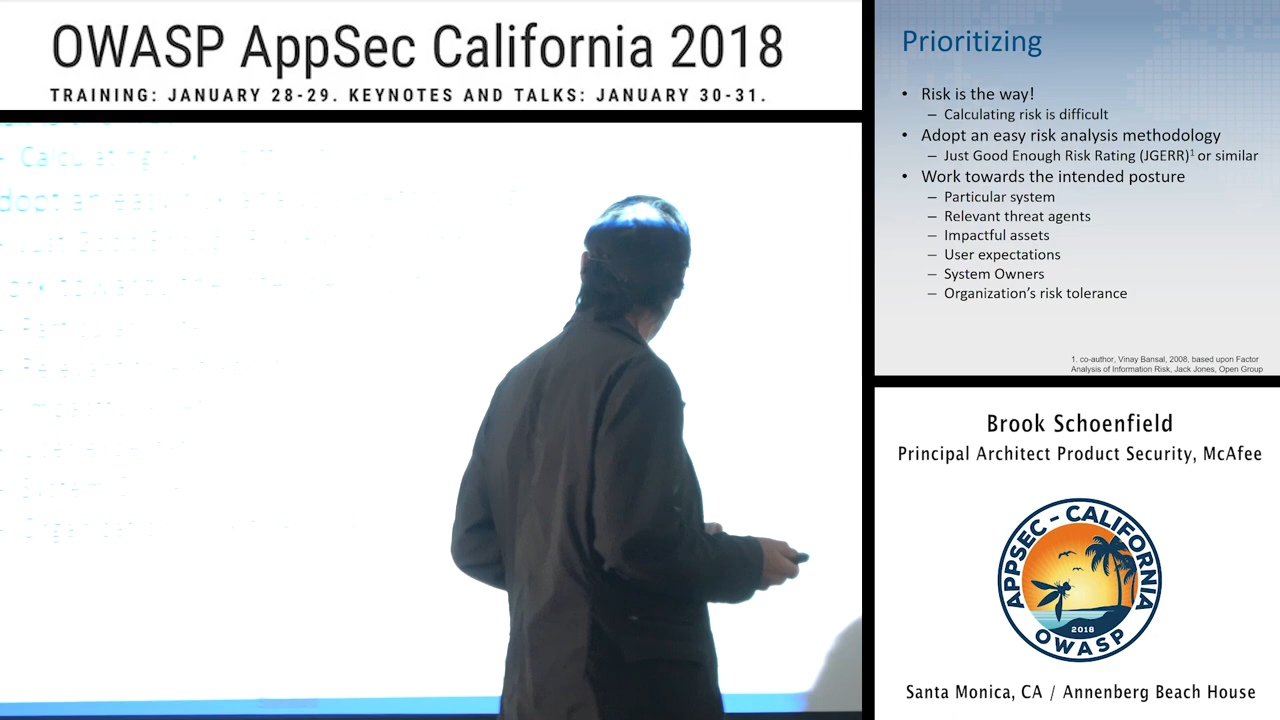 OWASP AppSec California 2018
TRAINING: JANUARY 28-29. KEYNOTES AND TALKS: JANUARY 30-31.
Prioritizing
• Risk is the way!
– Calculating risk is difficult
• Adopt an easy risk analysis methodology
– Just Good Enough Risk Rating (JGERR)1 or similar
• Work towards the intended posture
– Particular system
– Relevant threat agents
– Impactful assets
– User expectations
– System Owners
– Organization's risk tolerance
1. co-author, Vinay Bansal, 2008, based upon Factor
Analysis of Information Risk, Jack Jones, Open Group
Brook Schoenfield
Principal Architect Product Security, McAfee
APPSEC - CALIFORNIA
2018
OWASP
Santa Monica, CA / Annenberg Beach House